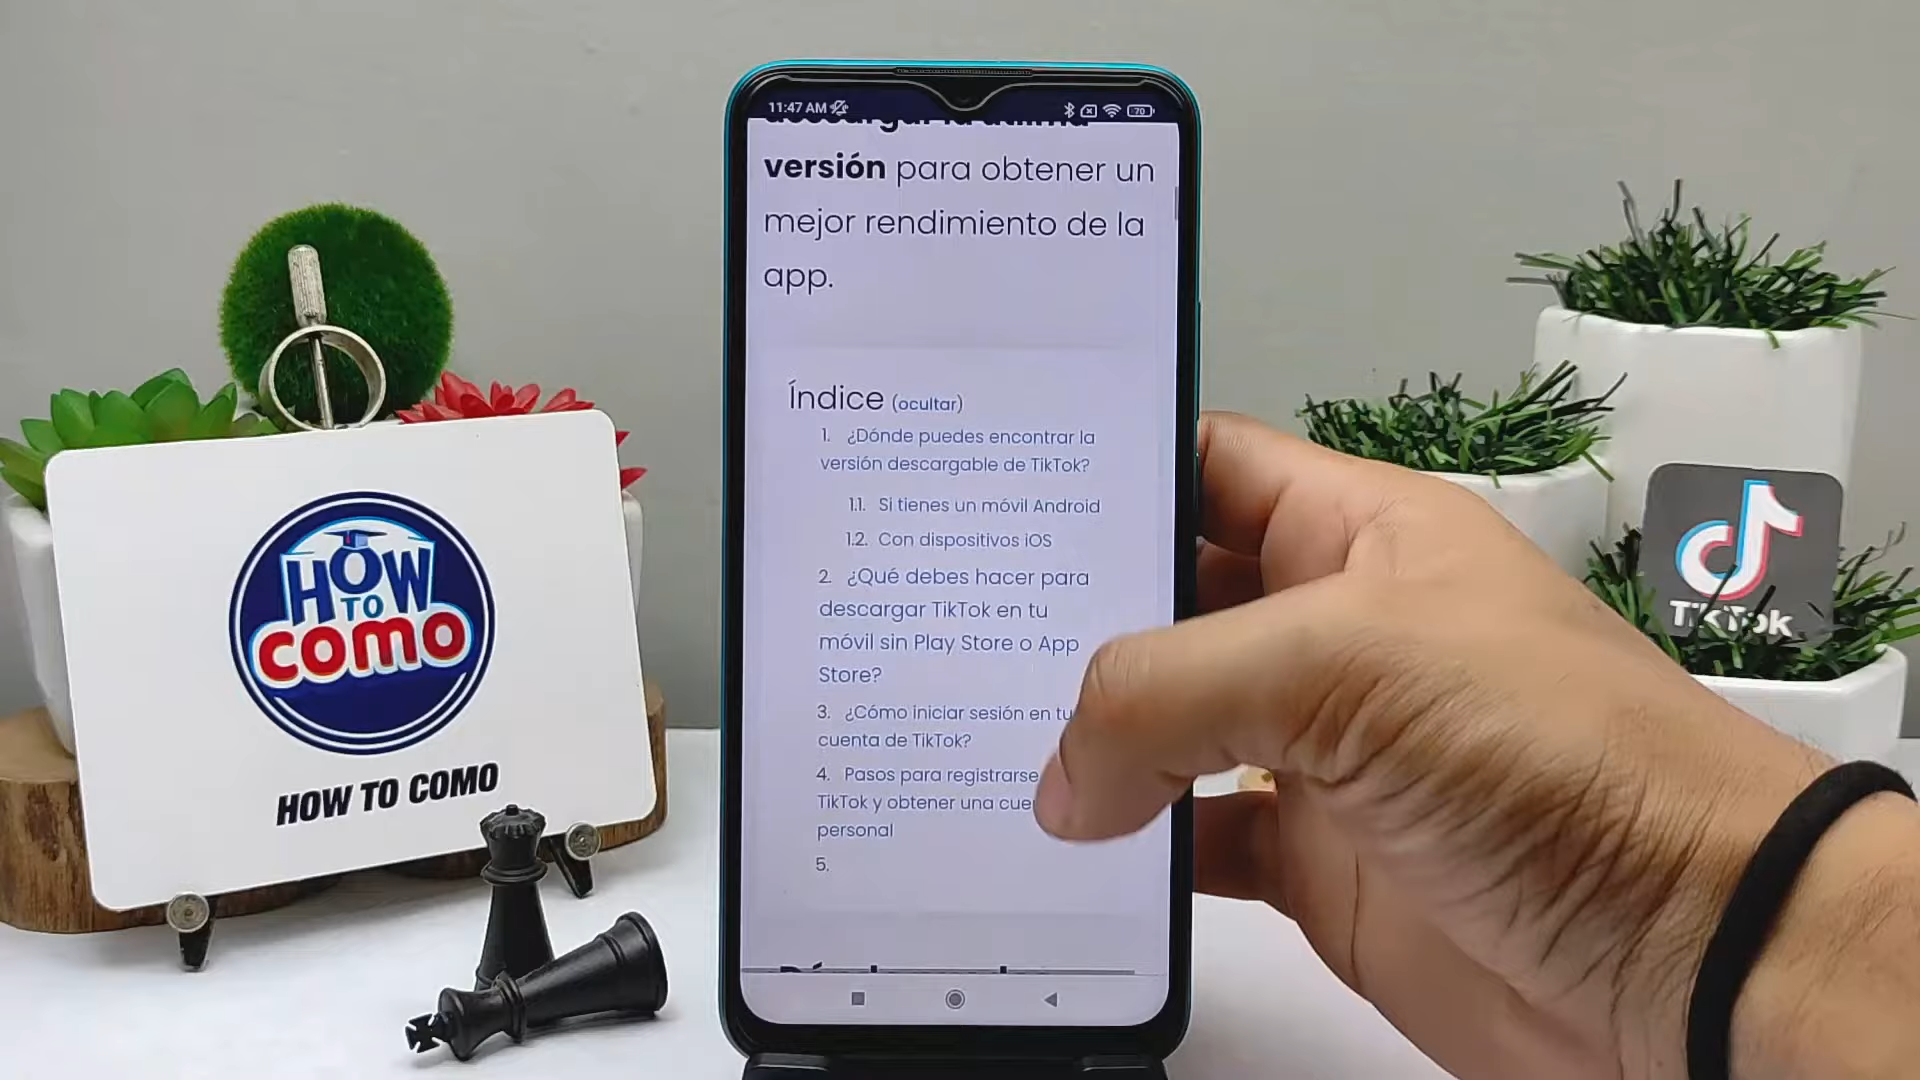 11:47 AM
70
descargar la última
versión para obtener un
mejor rendimiento de la
app.
Índice (ocultar)
1. ¿Dónde puedes encontrar la
versión descargable de TikTok?
1.1. Si tienes un móvil Android
1.2. Con dispositivos iOS
2. ¿Qué debes hacer para
descargar TikTok en tu
móvil sin Play Store o App
Store?
3. ¿Cómo iniciar sesión en tu
cuenta de TikTok?
4. Pasos para registrarse
TikTok y obtener una cue
personal
5.
HOW
TO
como
HOW TO COMO
TikTok